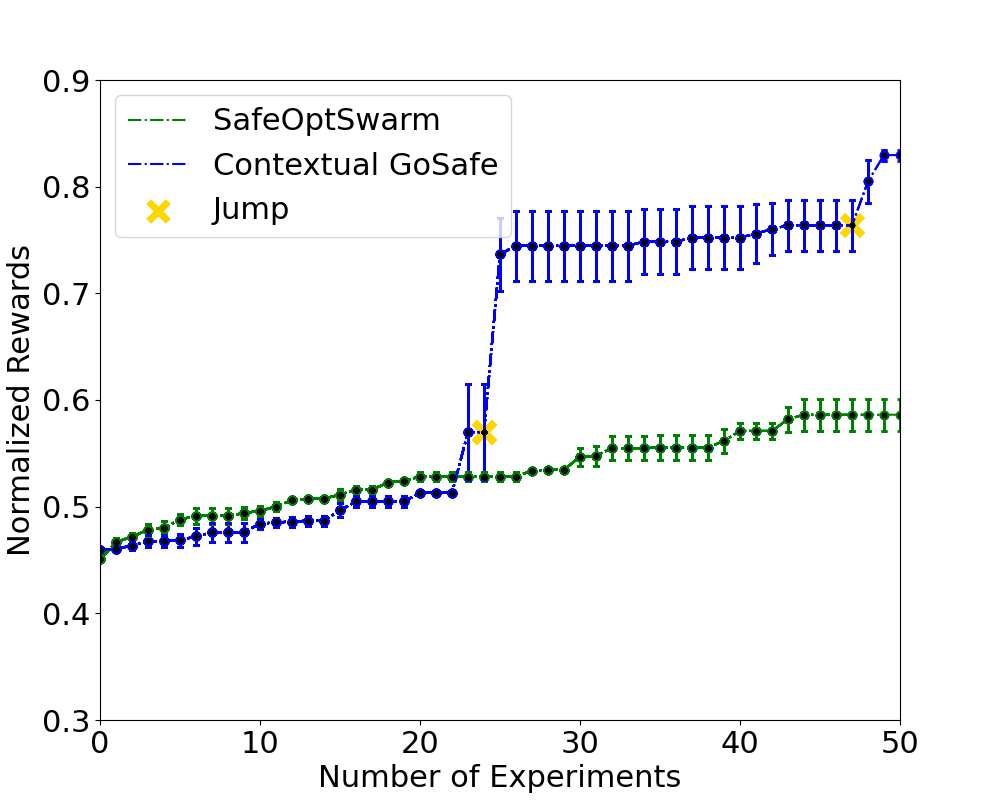 0.9
0.8
0.7
0.6
0.5
0.4
0.3
Normalized Rewards
SafeOptSwarm
Contextual GoSafe
Jump
0 10 20 30 40 50
Number of Experiments